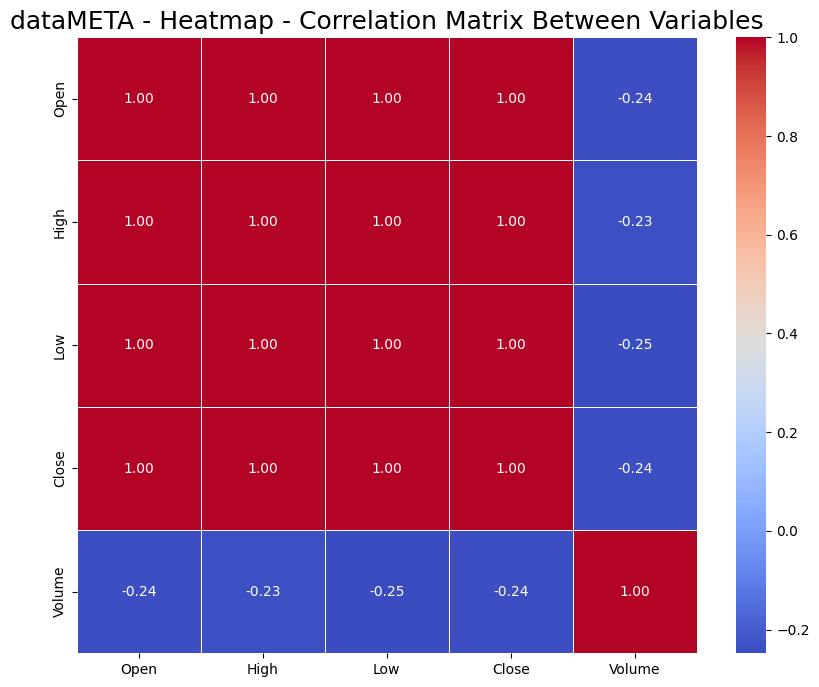 dataMETA - Heatmap - Correlation Matrix Between Variables
Open 1.00 1.00 1.00 1.00 -0.24
High 1.00 1.00 1.00 1.00 -0.23
Low 1.00 1.00 1.00 1.00 -0.25
Close 1.00 1.00 1.00 1.00 -0.24
Volume -0.24 -0.23 -0.25 -0.24 1.00
Open High Low Close Volume
1.0
0.8
0.6
0.4
0.2
0.0
−0.2